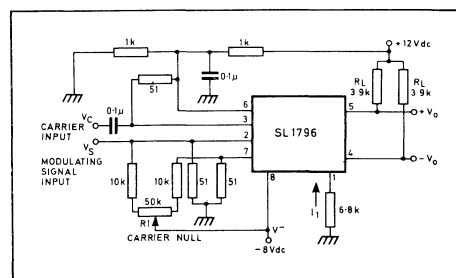 1k
1k
+12Vdc
0·1µ
RL
3·9k
RL
3·9k
51
0·1µ
VC
CARRIER
INPUT
VS
MODULATING
SIGNAL
INPUT
6
3
2
7
SL1796
5
4
+Vo
-Vo
8
1
10k
10k
51
51
50k
R1
CARRIER NULL
V-
-8Vdc
I1
6·8k